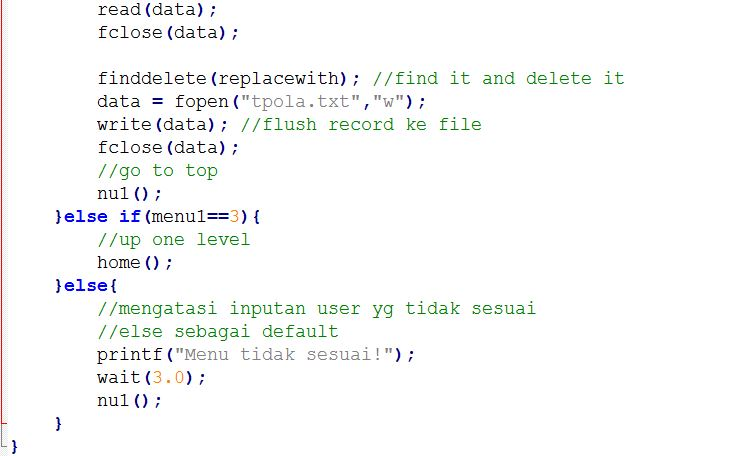 read(data);
fclose(data);

finddelete(replacewith); //find it and delete it
data = fopen("tpola.txt","w");
write(data); //flush record ke file
fclose(data);
//go to top
nu1();
}else if(menu1==3){
//up one level
home();
}else{
//mengatasi inputan user yg tidak sesuai
//else sebagai default
printf("Menu tidak sesuai!");
wait(3.0);
nu1();
}
}